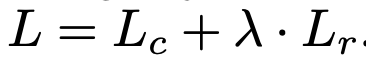 L = L_c + λ · L_r.